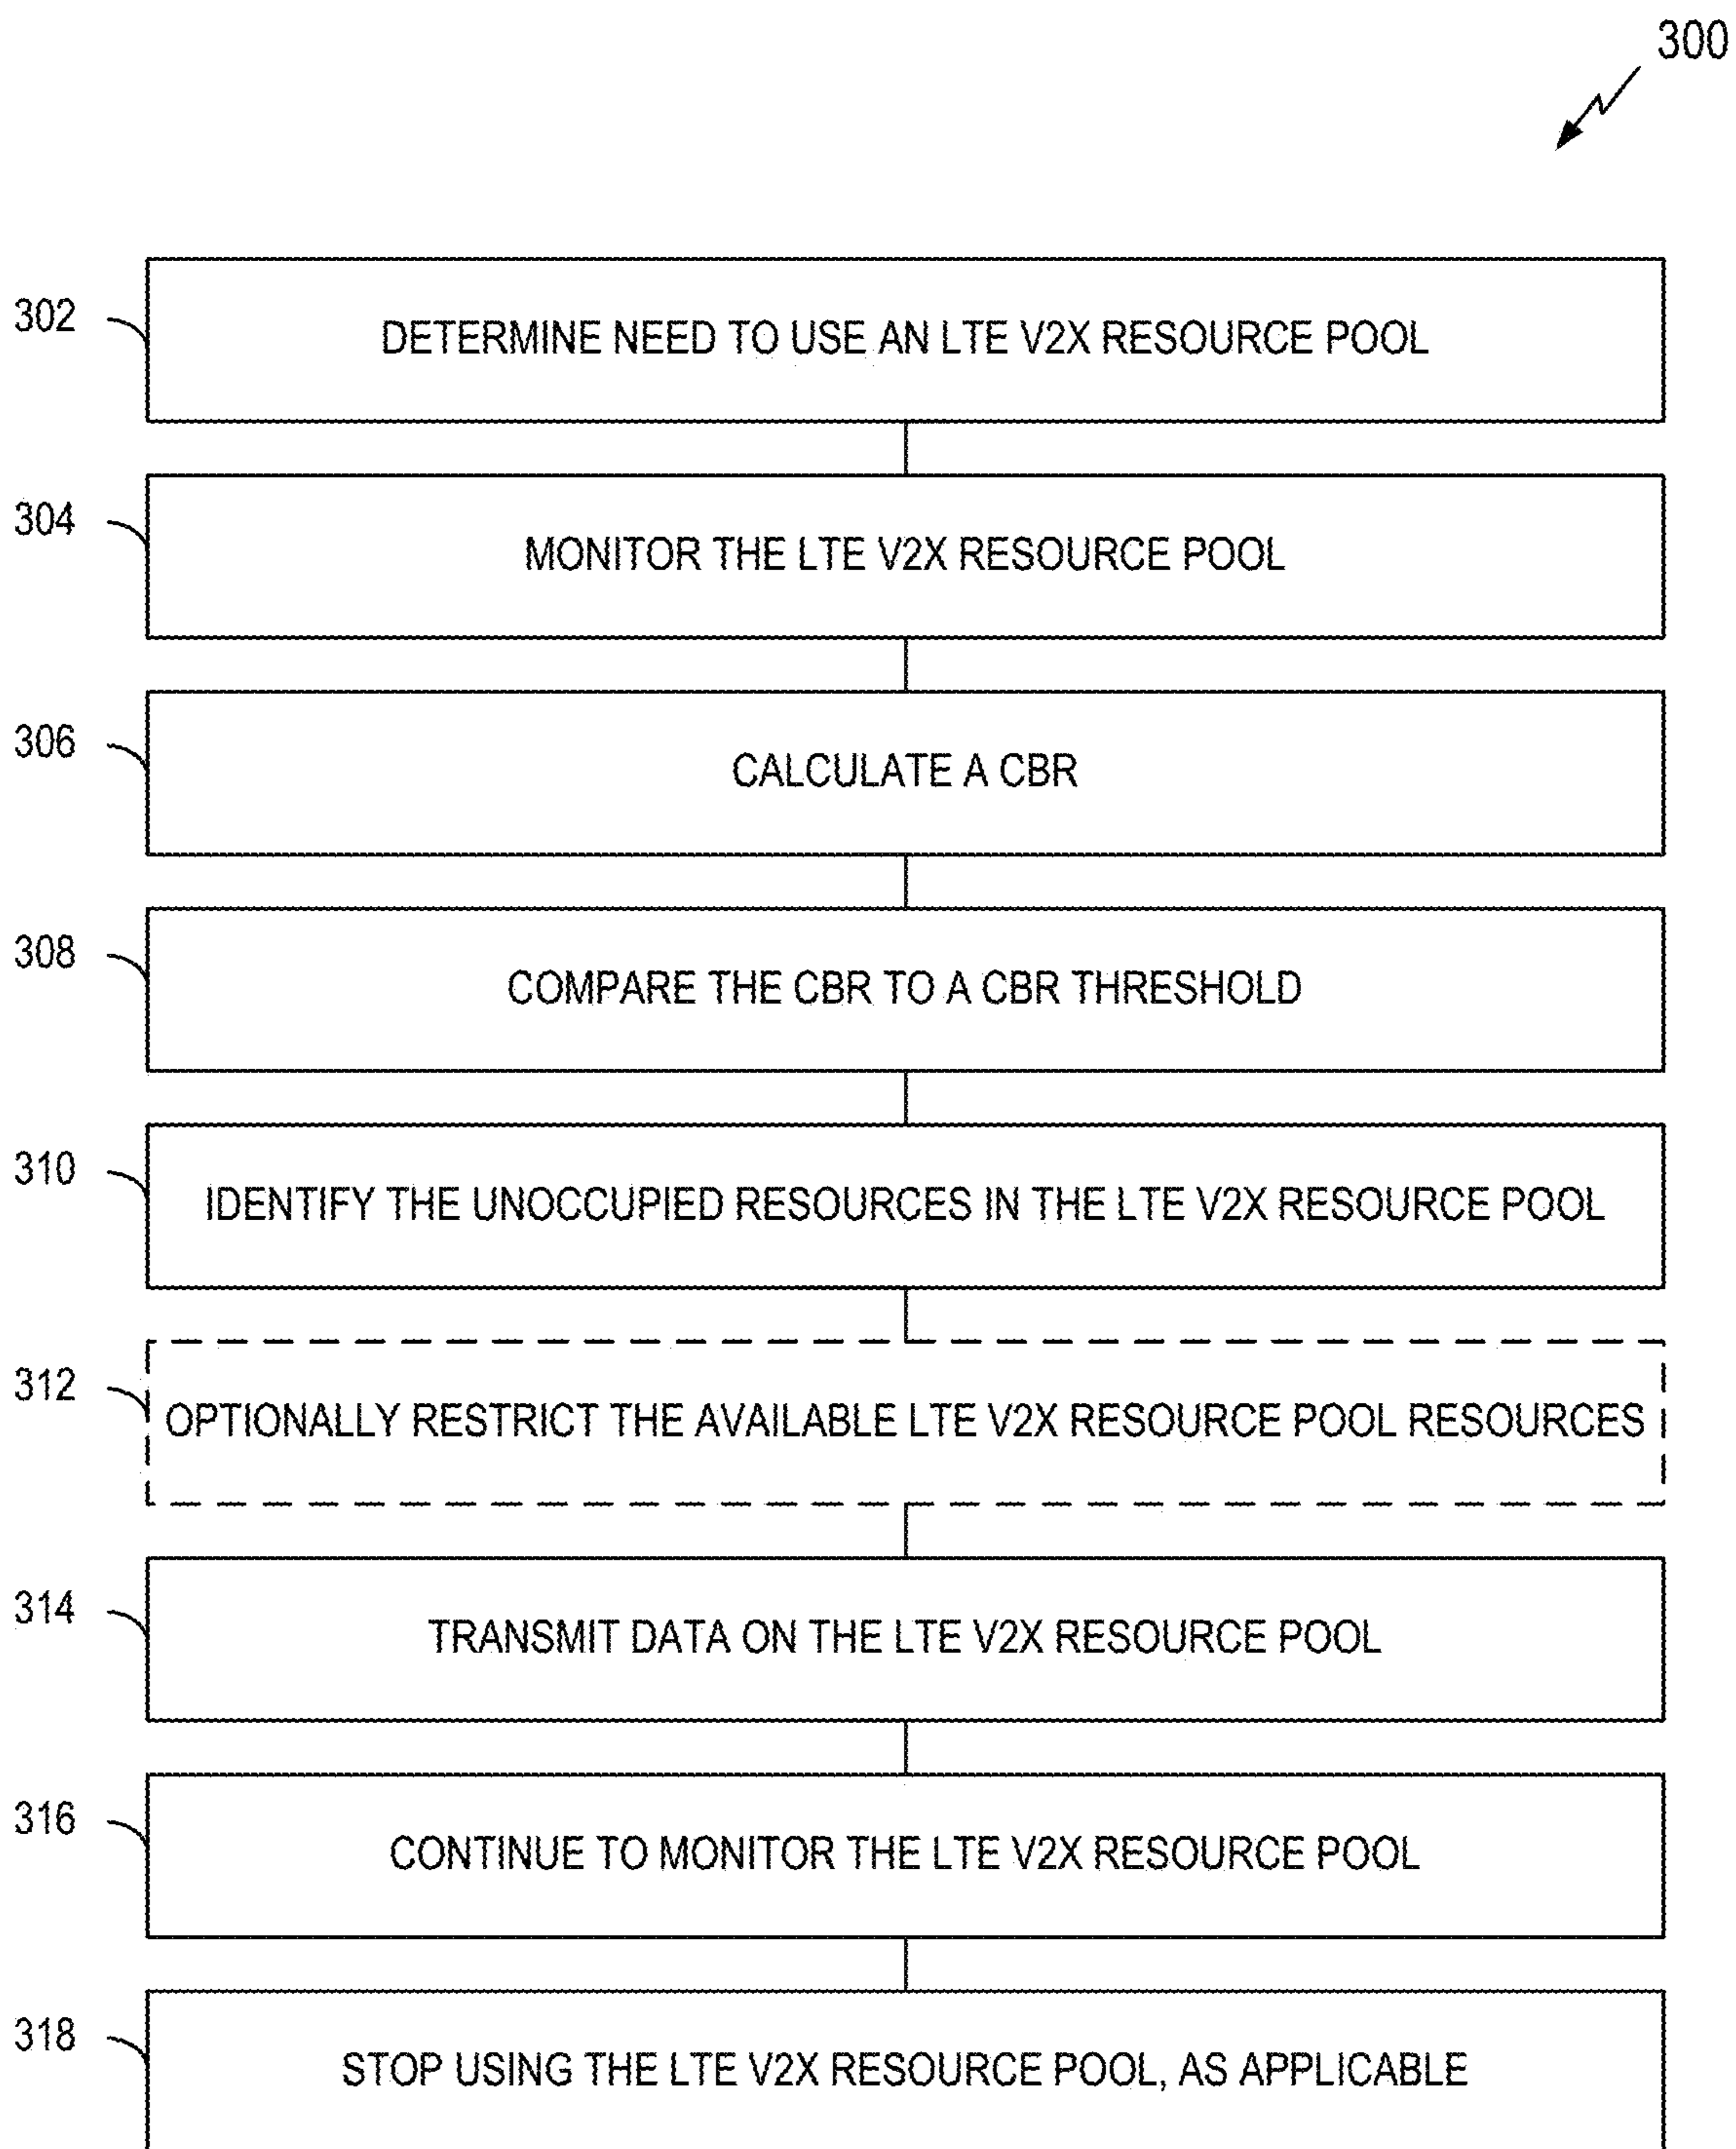 300
302
DETERMINE NEED TO USE AN LTE V2X RESOURCE POOL
304
MONITOR THE LTE V2X RESOURCE POOL
306
CALCULATE A CBR
308
COMPARE THE CBR TO A CBR THRESHOLD
310
IDENTIFY THE UNOCCUPIED RESOURCES IN THE LTE V2X RESOURCE POOL
312
OPTIONALLY RESTRICT THE AVAILABLE LTE V2X RESOURCE POOL RESOURCES
314
TRANSMIT DATA ON THE LTE V2X RESOURCE POOL
316
CONTINUE TO MONITOR THE LTE V2X RESOURCE POOL
318
STOP USING THE LTE V2X RESOURCE POOL, AS APPLICABLE